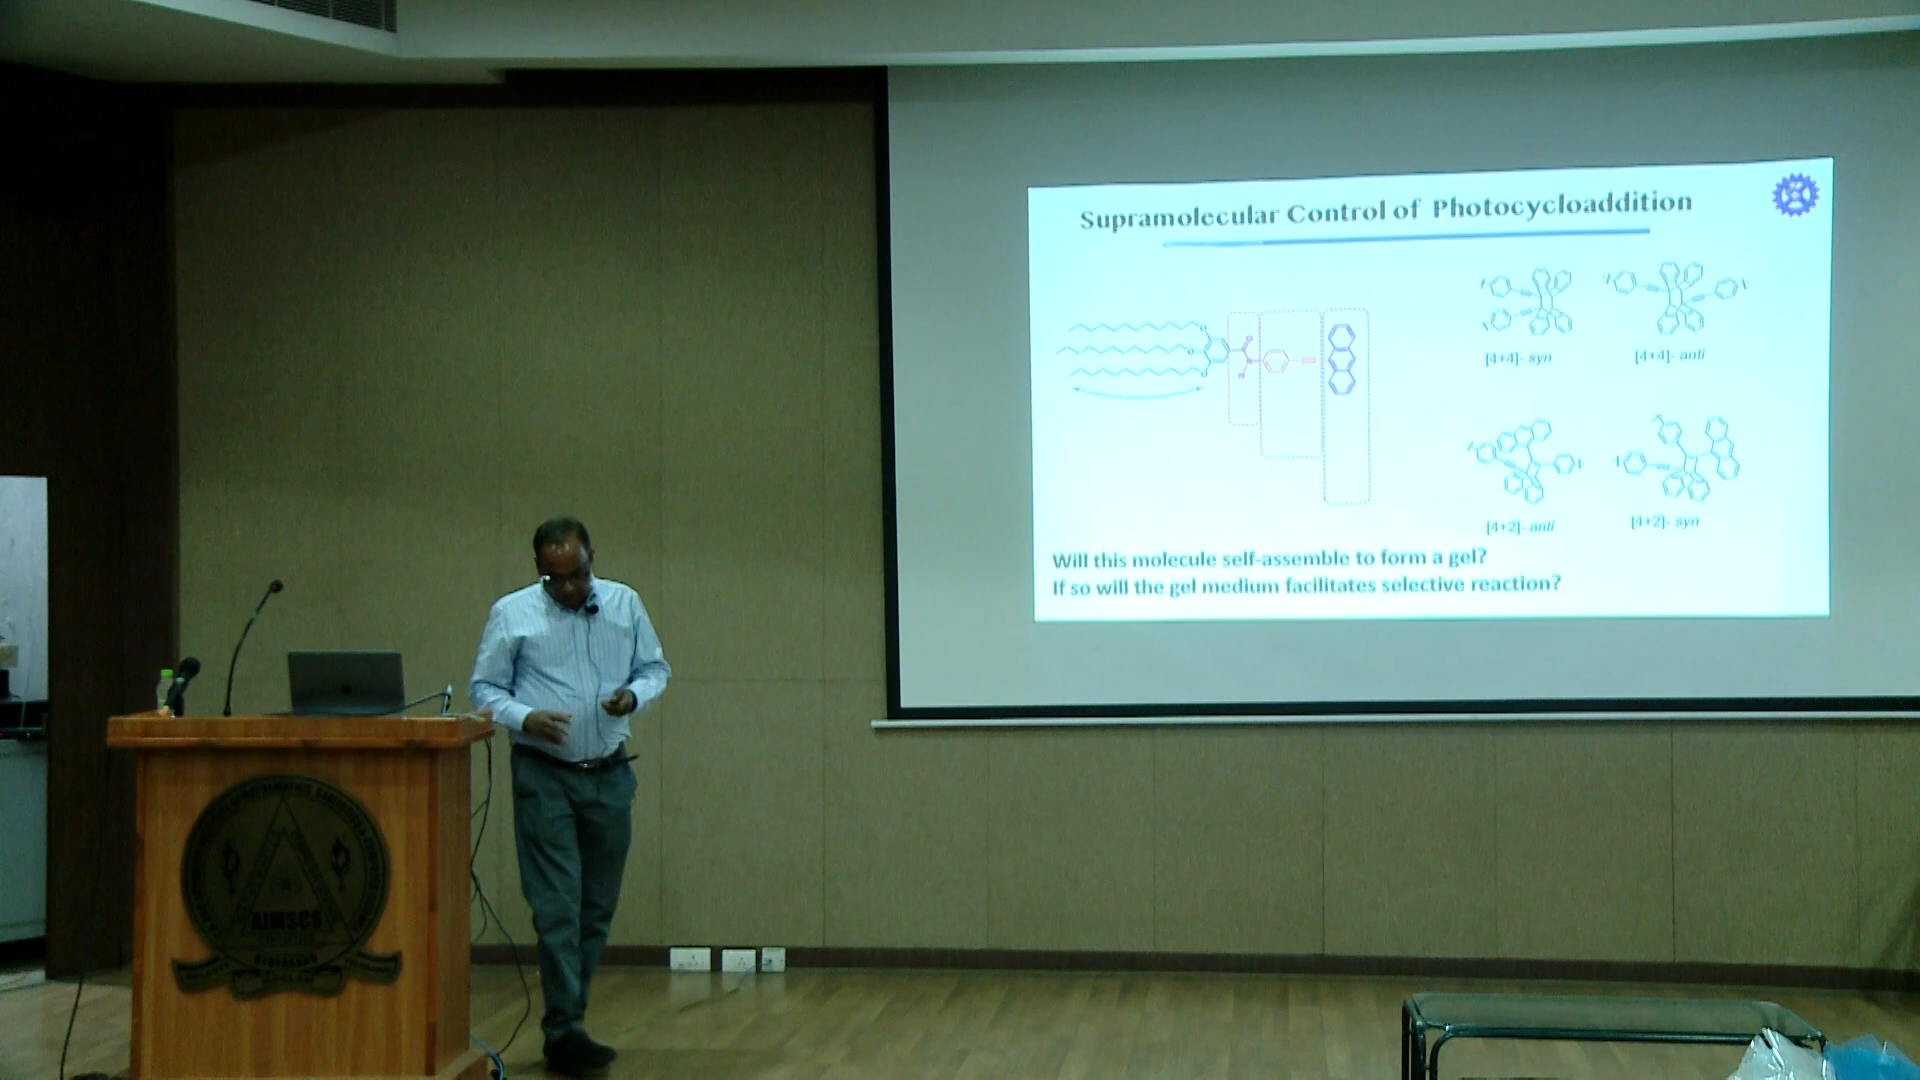 Supramolecular Control of Photocycloaddition
[4+4]- syn
[4+4]- anti
[4+2]- anti
[4+2]- syn
Will this molecule self-assemble to form a gel?
If so will the gel medium facilitates selective reaction?
AIMSCS
HYDERABAD